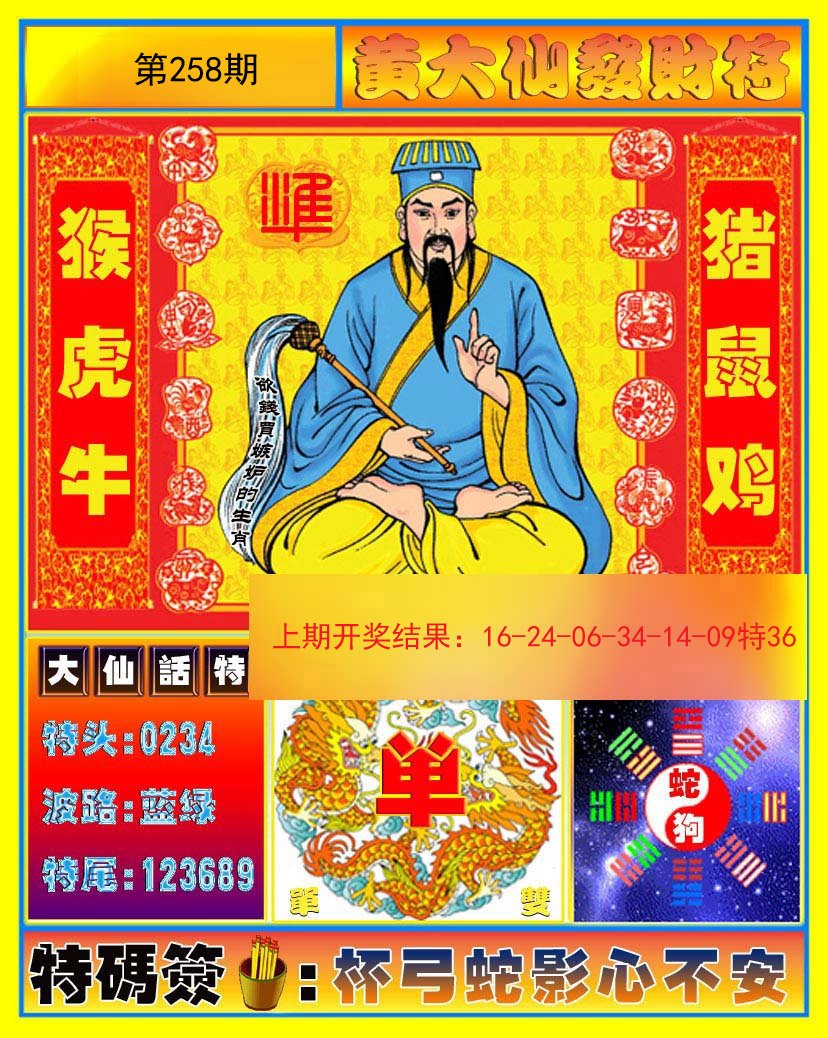 第258期
黄大仙發財符
猴虎牛
猪鼠鸡
欲錢買嫉妒的生肖
上期开奖结果：16-24-06-34-14-09特36
大仙話特
特头:0234
波路:蓝绿
特尾:123689
单
單
雙
蛇
狗
特碼簽:杯弓蛇影心不安